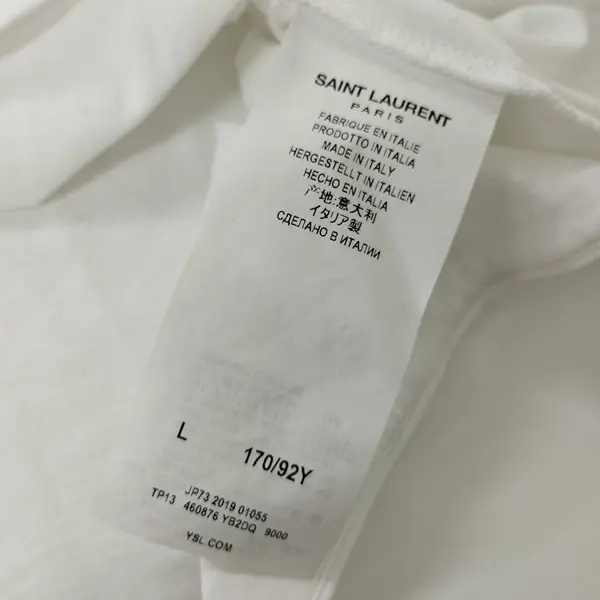 SAINT LAURENT
PARIS
FABRIQUE EN ITALIE
PRODOTTO IN ITALIA
MADE IN ITALY
HERGESTELLT IN ITALIEN
HECHO EN ITALIA
产地:意大利
イタリア製
СДЕЛАНО В ИТАЛИИ
L 170/92Y
JP73 2019 01055
TP13 460876 YB2DQ 9000
YSL.COM